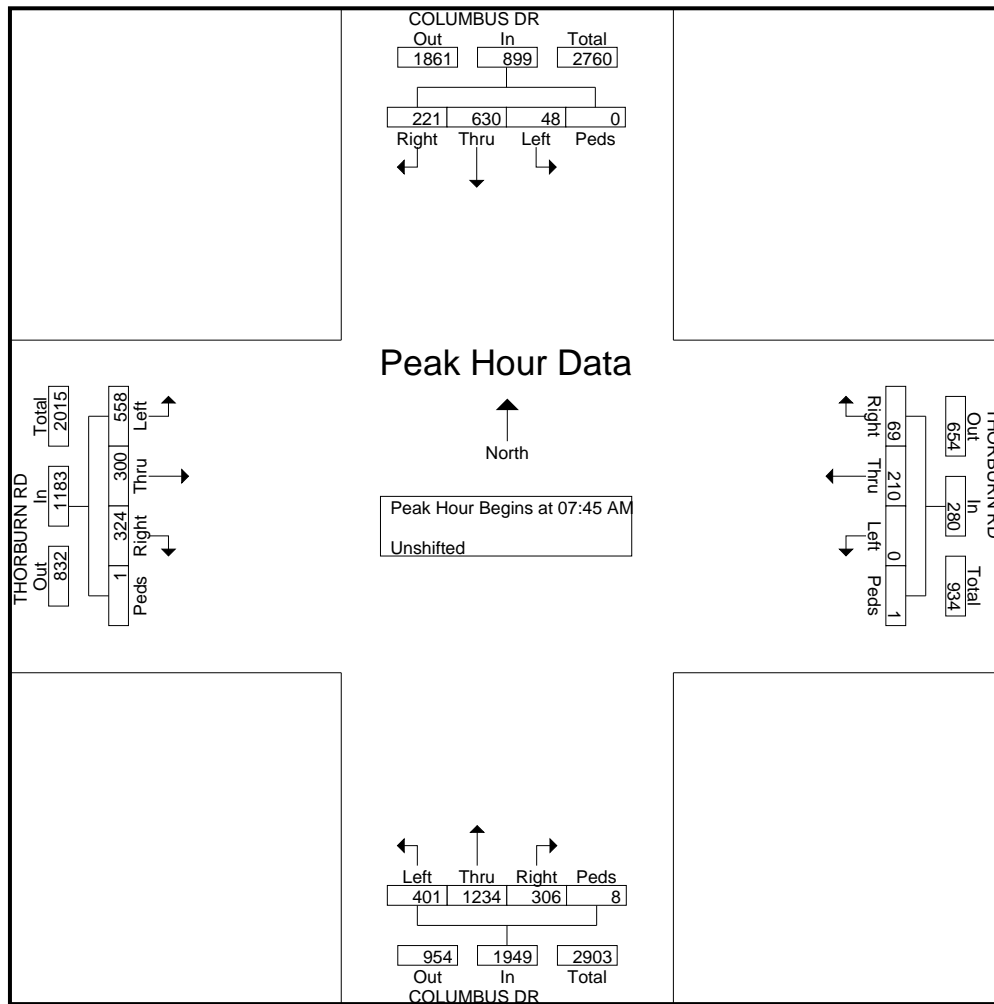 COLUMBUS DR
Out In Total
1861 899 2760
221 630 48 0
Right Thru Left Peds
Peak Hour Data
North
Peak Hour Begins at 07:45 AM
Unshifted
THORBURN RD
Total In Out
2015 1183 832
558 300 324 1
Left Thru Right Peds
THORBURN RD
Out In Total
654 280 934
69 210 0 1
Right Thru Left Peds
Left Thru Right Peds
401 1234 306 8
954 1949 2903
Out In Total
COLUMBUS DR